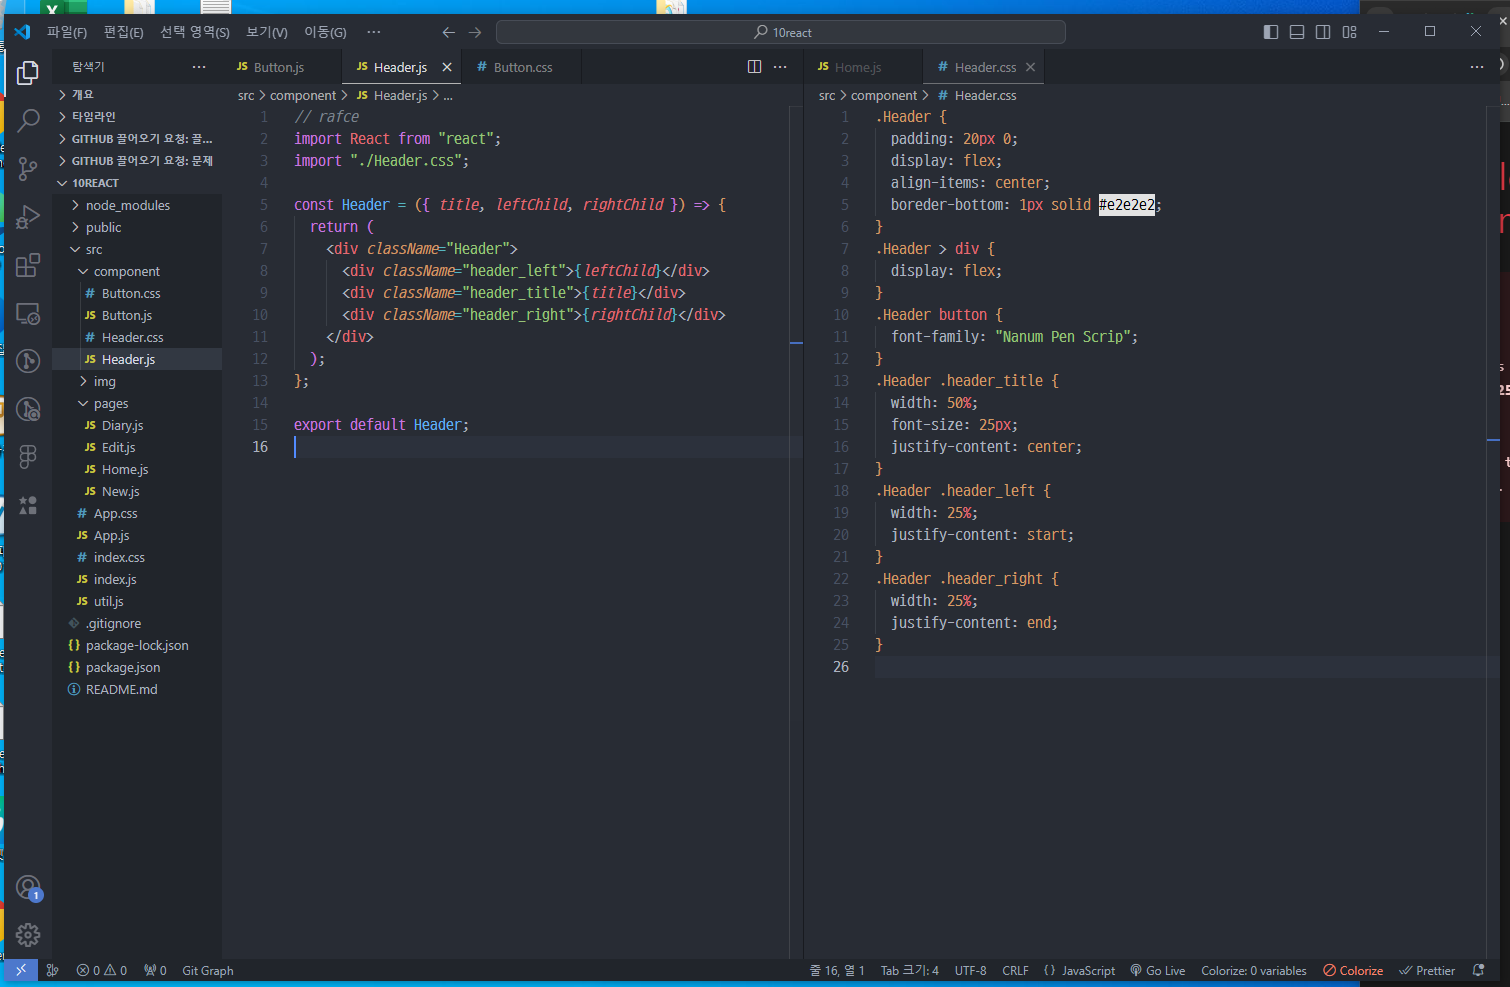 파일(F) 편집(E) 선택 영역(S) 보기(V) 이동(G) ··· 10react
탐색기 ···
개요
타임라인
GITHUB 끌어오기 요청: 끌...
GITHUB 끌어오기 요청: 문제
10REACT
node_modules
public
src
component
# Button.css
JS Button.js
# Header.css
JS Header.js
img
pages
JS Diary.js
JS Edit.js
JS Home.js
JS New.js
# App.css
JS App.js
# index.css
JS index.js
JS util.js
.gitignore
{} package-lock.json
{} package.json
README.md
JS Button.js JS Header.js # Button.css ···
src > component > JS Header.js > ...
1 // rafce
2 import React from "react";
3 import "./Header.css";
4
5 const Header = ({ title, leftChild, rightChild }) => {
6 return (
7 <div className="Header">
8 <div className="header_left">{leftChild}</div>
9 <div className="header_title">{title}</div>
10 <div className="header_right">{rightChild}</div>
11 </div>
12 );
13 };
14
15 export default Header;
16
JS Home.js # Header.css ···
src > component > # Header.css
1 .Header {
2 padding: 20px 0;
3 display: flex;
4 align-items: center;
5 boreder-bottom: 1px solid #e2e2e2;
6 }
7 .Header > div {
8 display: flex;
9 }
10 .Header button {
11 font-family: "Nanum Pen Scrip";
12 }
13 .Header .header_title {
14 width: 50%;
15 font-size: 25px;
16 justify-content: center;
17 }
18 .Header .header_left {
19 width: 25%;
20 justify-content: start;
21 }
22 .Header .header_right {
23 width: 25%;
24 justify-content: end;
25 }
26
1
0 0 0 Git Graph 줄 16, 열 1 Tab 크기: 4 UTF-8 CRLF {} JavaScript Go Live Colorize: 0 variables Colorize Prettier